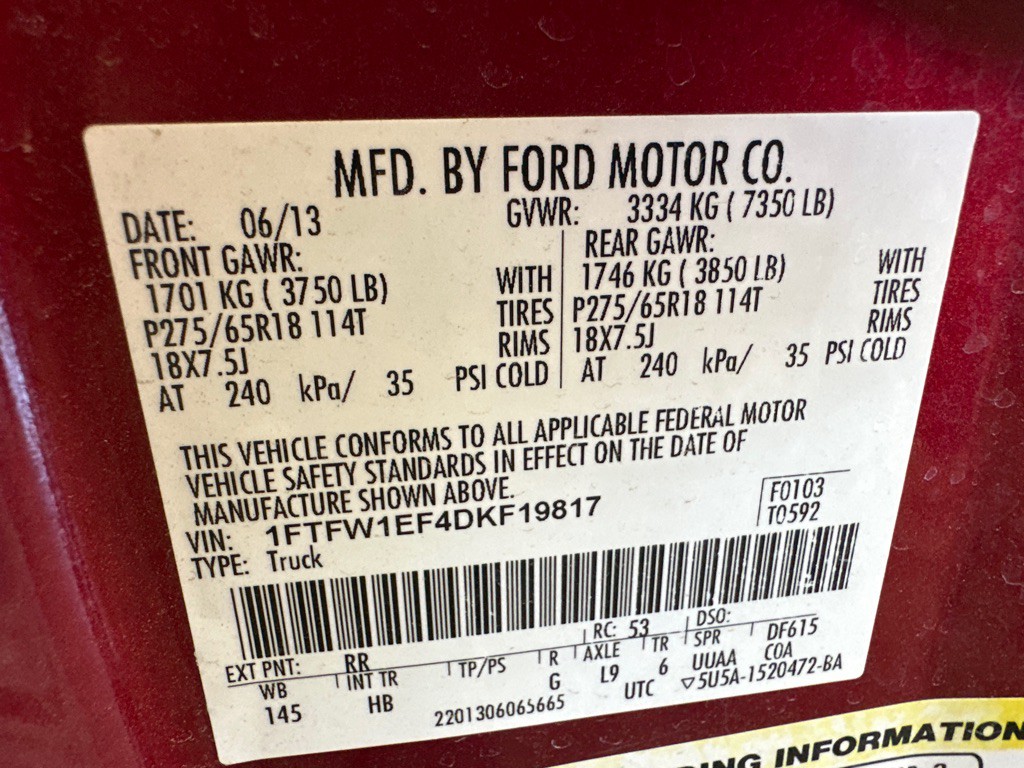 MFD. BY FORD MOTOR CO.
DATE: 06/13 GVWR: 3334 KG ( 7350 LB)
FRONT GAWR: REAR GAWR:
1701 KG ( 3750 LB) WITH 1746 KG ( 3850 LB) WITH
P275/65R18 114T TIRES P275/65R18 114T TIRES
18X7.5J RIMS 18X7.5J RIMS
AT 240 kPa/ 35 PSI COLD AT 240 kPa/ 35 PSI COLD
THIS VEHICLE CONFORMS TO ALL APPLICABLE FEDERAL MOTOR
VEHICLE SAFETY STANDARDS IN EFFECT ON THE DATE OF
MANUFACTURE SHOWN ABOVE.
VIN: 1FTFW1EF4DKF19817 F0103
TYPE: Truck T0592
EXT PNT: RR RC: 53 DSO:
WB INT TR TP/PS R AXLE TR SPR DF615
145 HB G L9 6 UUAA COA
2201306065665 UTC ▽5U5A-1520472-BA
INFORMATION